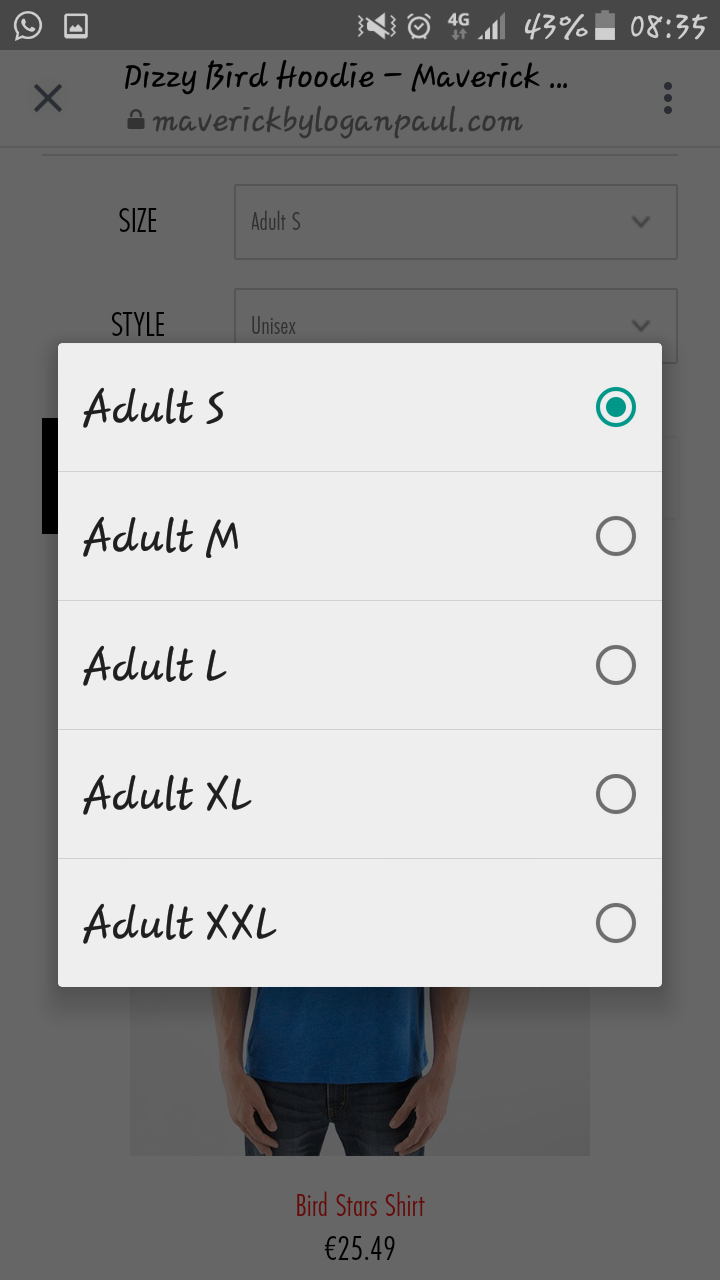 4G 43% 08:35
Dizzy Bird Hoodie – Maverick ...
maverickbyloganpaul.com
SIZE Adult S
STYLE Unisex
Adult S
Adult M
Adult L
Adult XL
Adult XXL
Bird Stars Shirt
€25.49